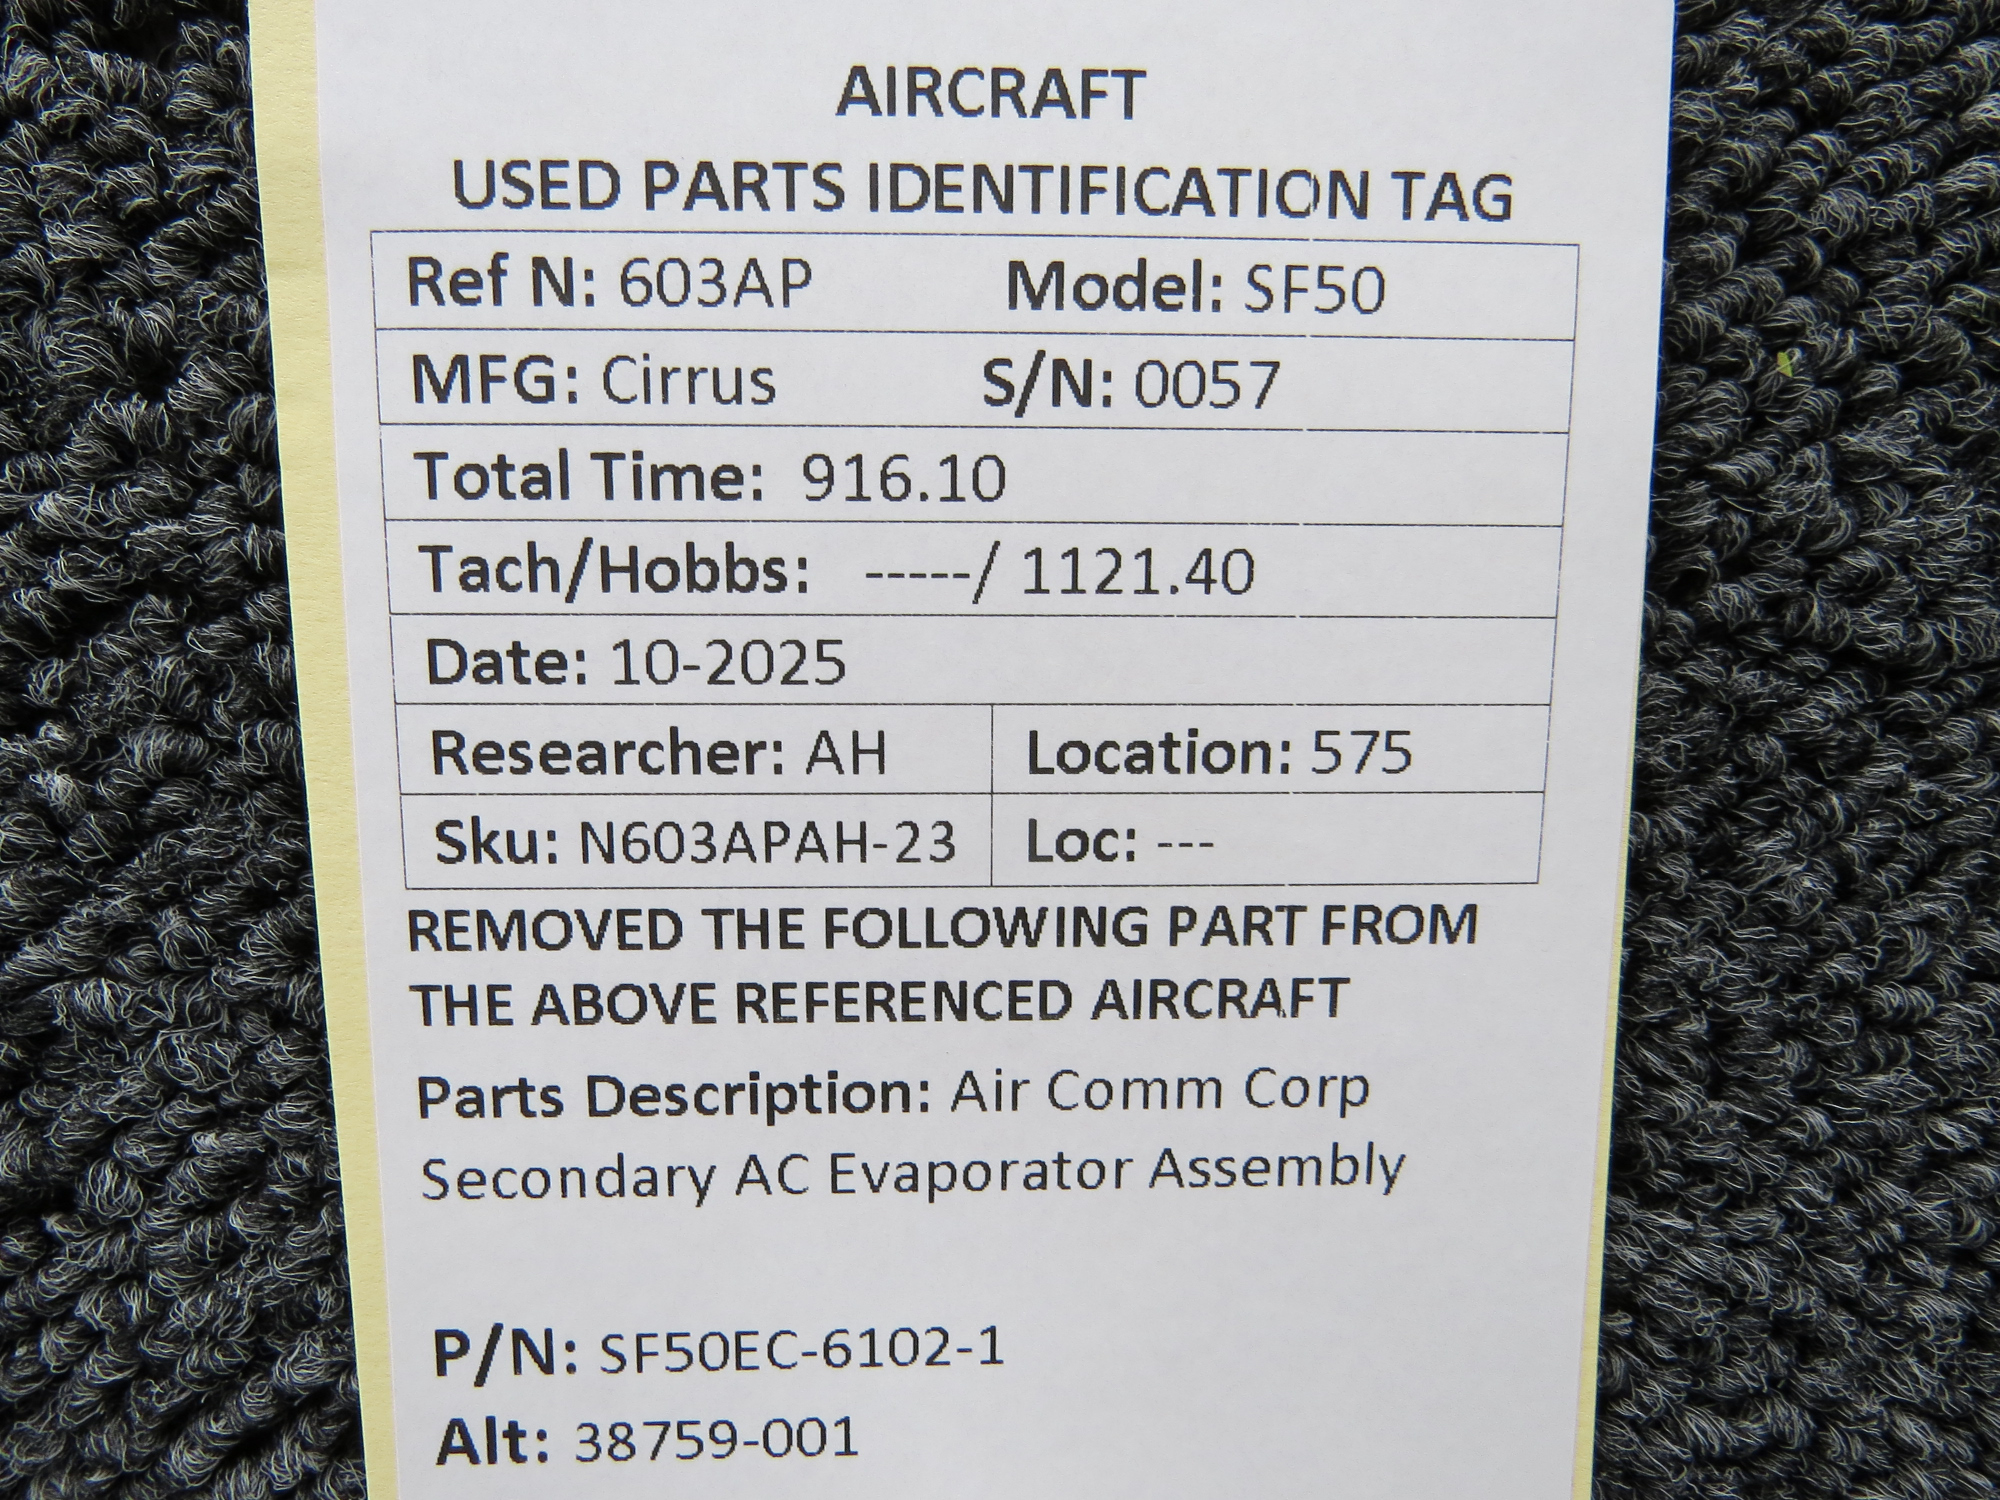 AIRCRAFT
USED PARTS IDENTIFICATION TAG
Ref N: 603AP Model: SF50
MFG: Cirrus S/N: 0057
Total Time: 916.10
Tach/Hobbs: -----/ 1121.40
Date: 10-2025
Researcher: AH Location: 575
Sku: N603APAH-23 Loc: ---
REMOVED THE FOLLOWING PART FROM
THE ABOVE REFERENCED AIRCRAFT
Parts Description: Air Comm Corp
Secondary AC Evaporator Assembly
P/N: SF50EC-6102-1
Alt: 38759-001